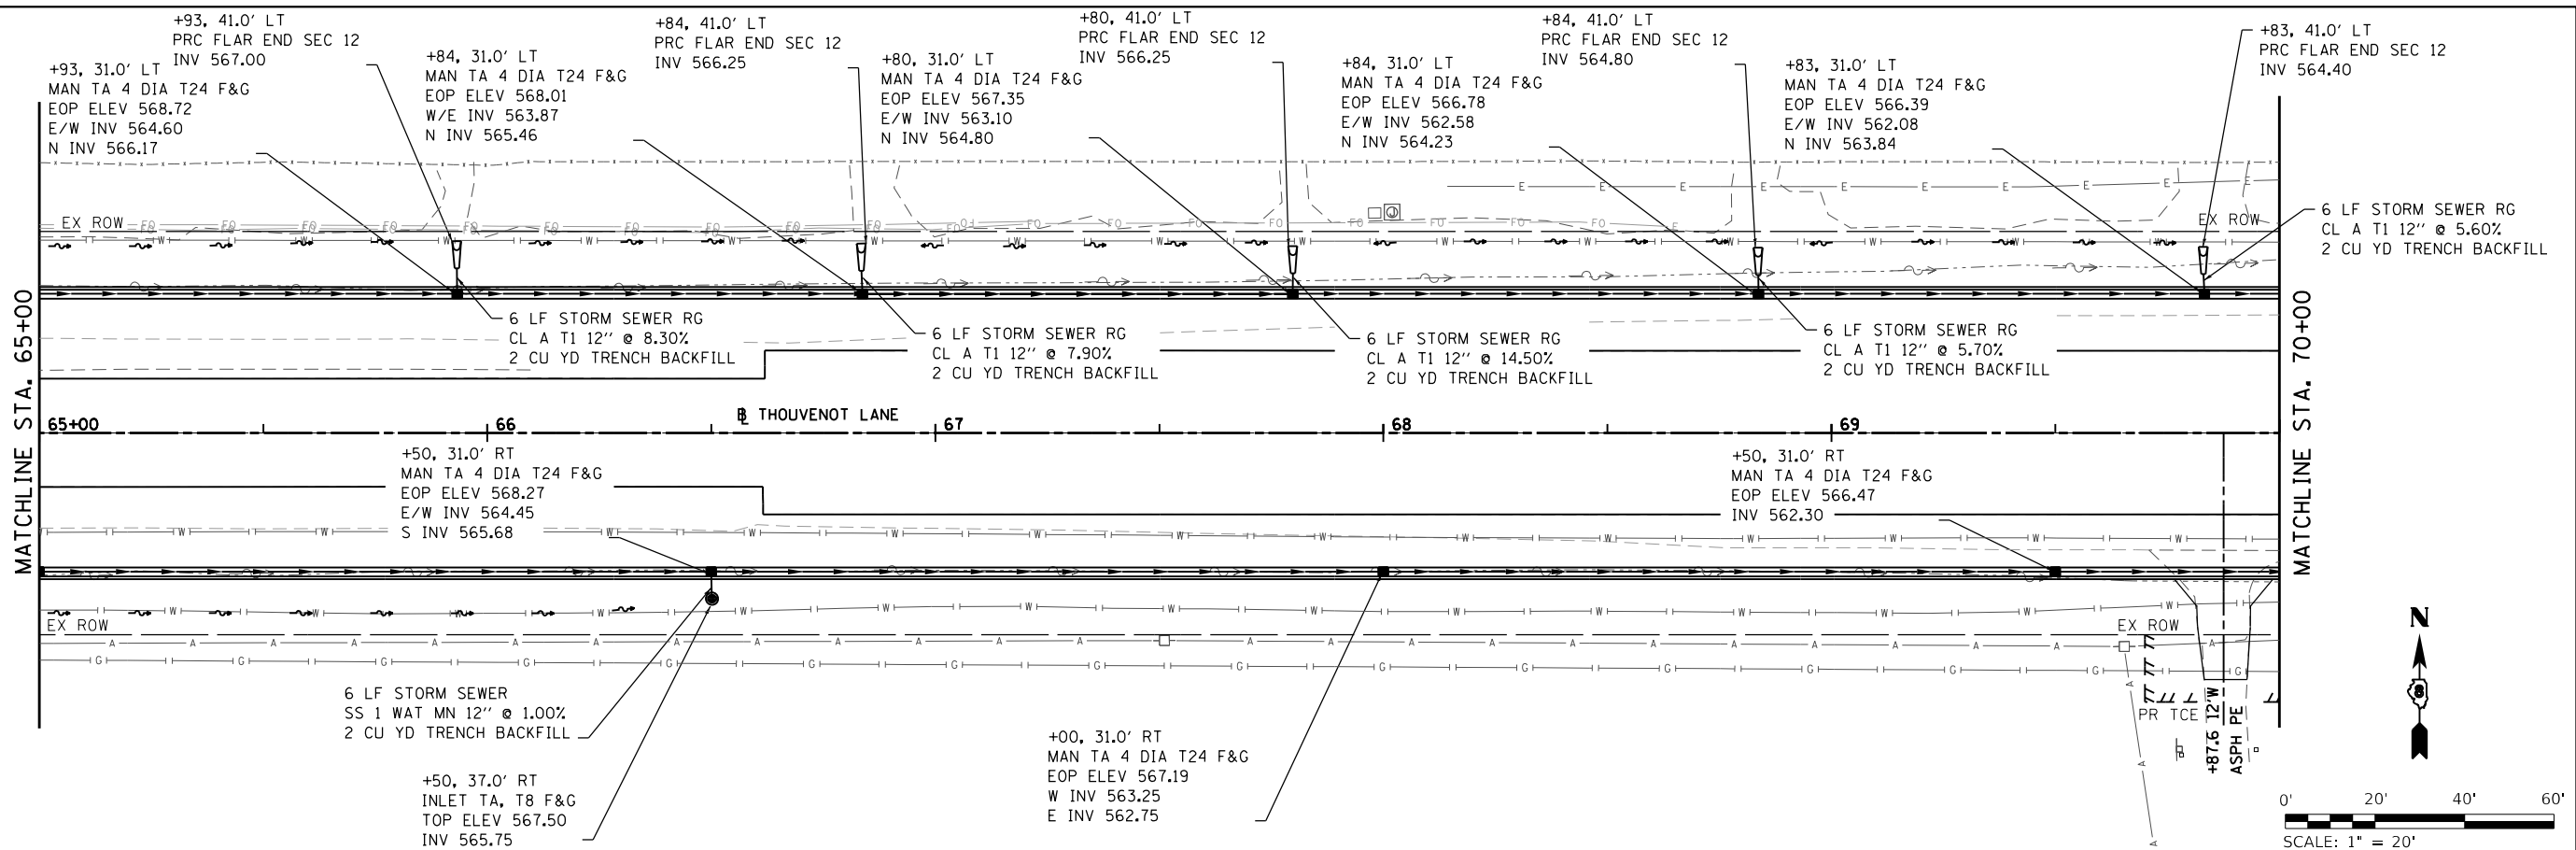 +93, 31.0' LT
MAN TA 4 DIA T24 F&G
EOP ELEV 568.72
E/W INV 564.60
N INV 566.17
+93, 41.0' LT
PRC FLAR END SEC 12
INV 567.00
+84, 31.0' LT
MAN TA 4 DIA T24 F&G
EOP ELEV 568.01
W/E INV 563.87
N INV 565.46
+84, 41.0' LT
PRC FLAR END SEC 12
INV 566.25
+80, 31.0' LT
MAN TA 4 DIA T24 F&G
EOP ELEV 567.35
E/W INV 563.10
N INV 564.80
+80, 41.0' LT
PRC FLAR END SEC 12
INV 566.25
+84, 31.0' LT
MAN TA 4 DIA T24 F&G
EOP ELEV 566.78
E/W INV 562.58
N INV 564.23
+84, 41.0' LT
PRC FLAR END SEC 12
INV 564.80
+83, 31.0' LT
MAN TA 4 DIA T24 F&G
EOP ELEV 566.39
E/W INV 562.08
N INV 563.84
+83, 41.0' LT
PRC FLAR END SEC 12
INV 564.40
6 LF STORM SEWER RG
CL A T1 12'' @ 5.60%
2 CU YD TRENCH BACKFILL
EX ROW
EX ROW
6 LF STORM SEWER RG
CL A T1 12'' @ 8.30%
2 CU YD TRENCH BACKFILL
6 LF STORM SEWER RG
CL A T1 12'' @ 7.90%
2 CU YD TRENCH BACKFILL
6 LF STORM SEWER RG
CL A T1 12'' @ 14.50%
2 CU YD TRENCH BACKFILL
6 LF STORM SEWER RG
CL A T1 12'' @ 5.70%
2 CU YD TRENCH BACKFILL
MATCHLINE STA. 65+00
MATCHLINE STA. 70+00
THOUVENOT LANE
65+00
66
67
68
69
+50, 31.0' RT
MAN TA 4 DIA T24 F&G
EOP ELEV 568.27
E/W INV 564.45
S INV 565.68
+50, 31.0' RT
MAN TA 4 DIA T24 F&G
EOP ELEV 566.47
INV 562.30
EX ROW
EX ROW
6 LF STORM SEWER
SS 1 WAT MN 12'' @ 1.00%
2 CU YD TRENCH BACKFILL
+50, 37.0' RT
INLET TA, T8 F&G
TOP ELEV 567.50
INV 565.75
+00, 31.0' RT
MAN TA 4 DIA T24 F&G
EOP ELEV 567.19
W INV 563.25
E INV 562.75
PR TCE
+87.6 12'W
ASPH PE
N
0' 20' 40' 60'
SCALE: 1" = 20'